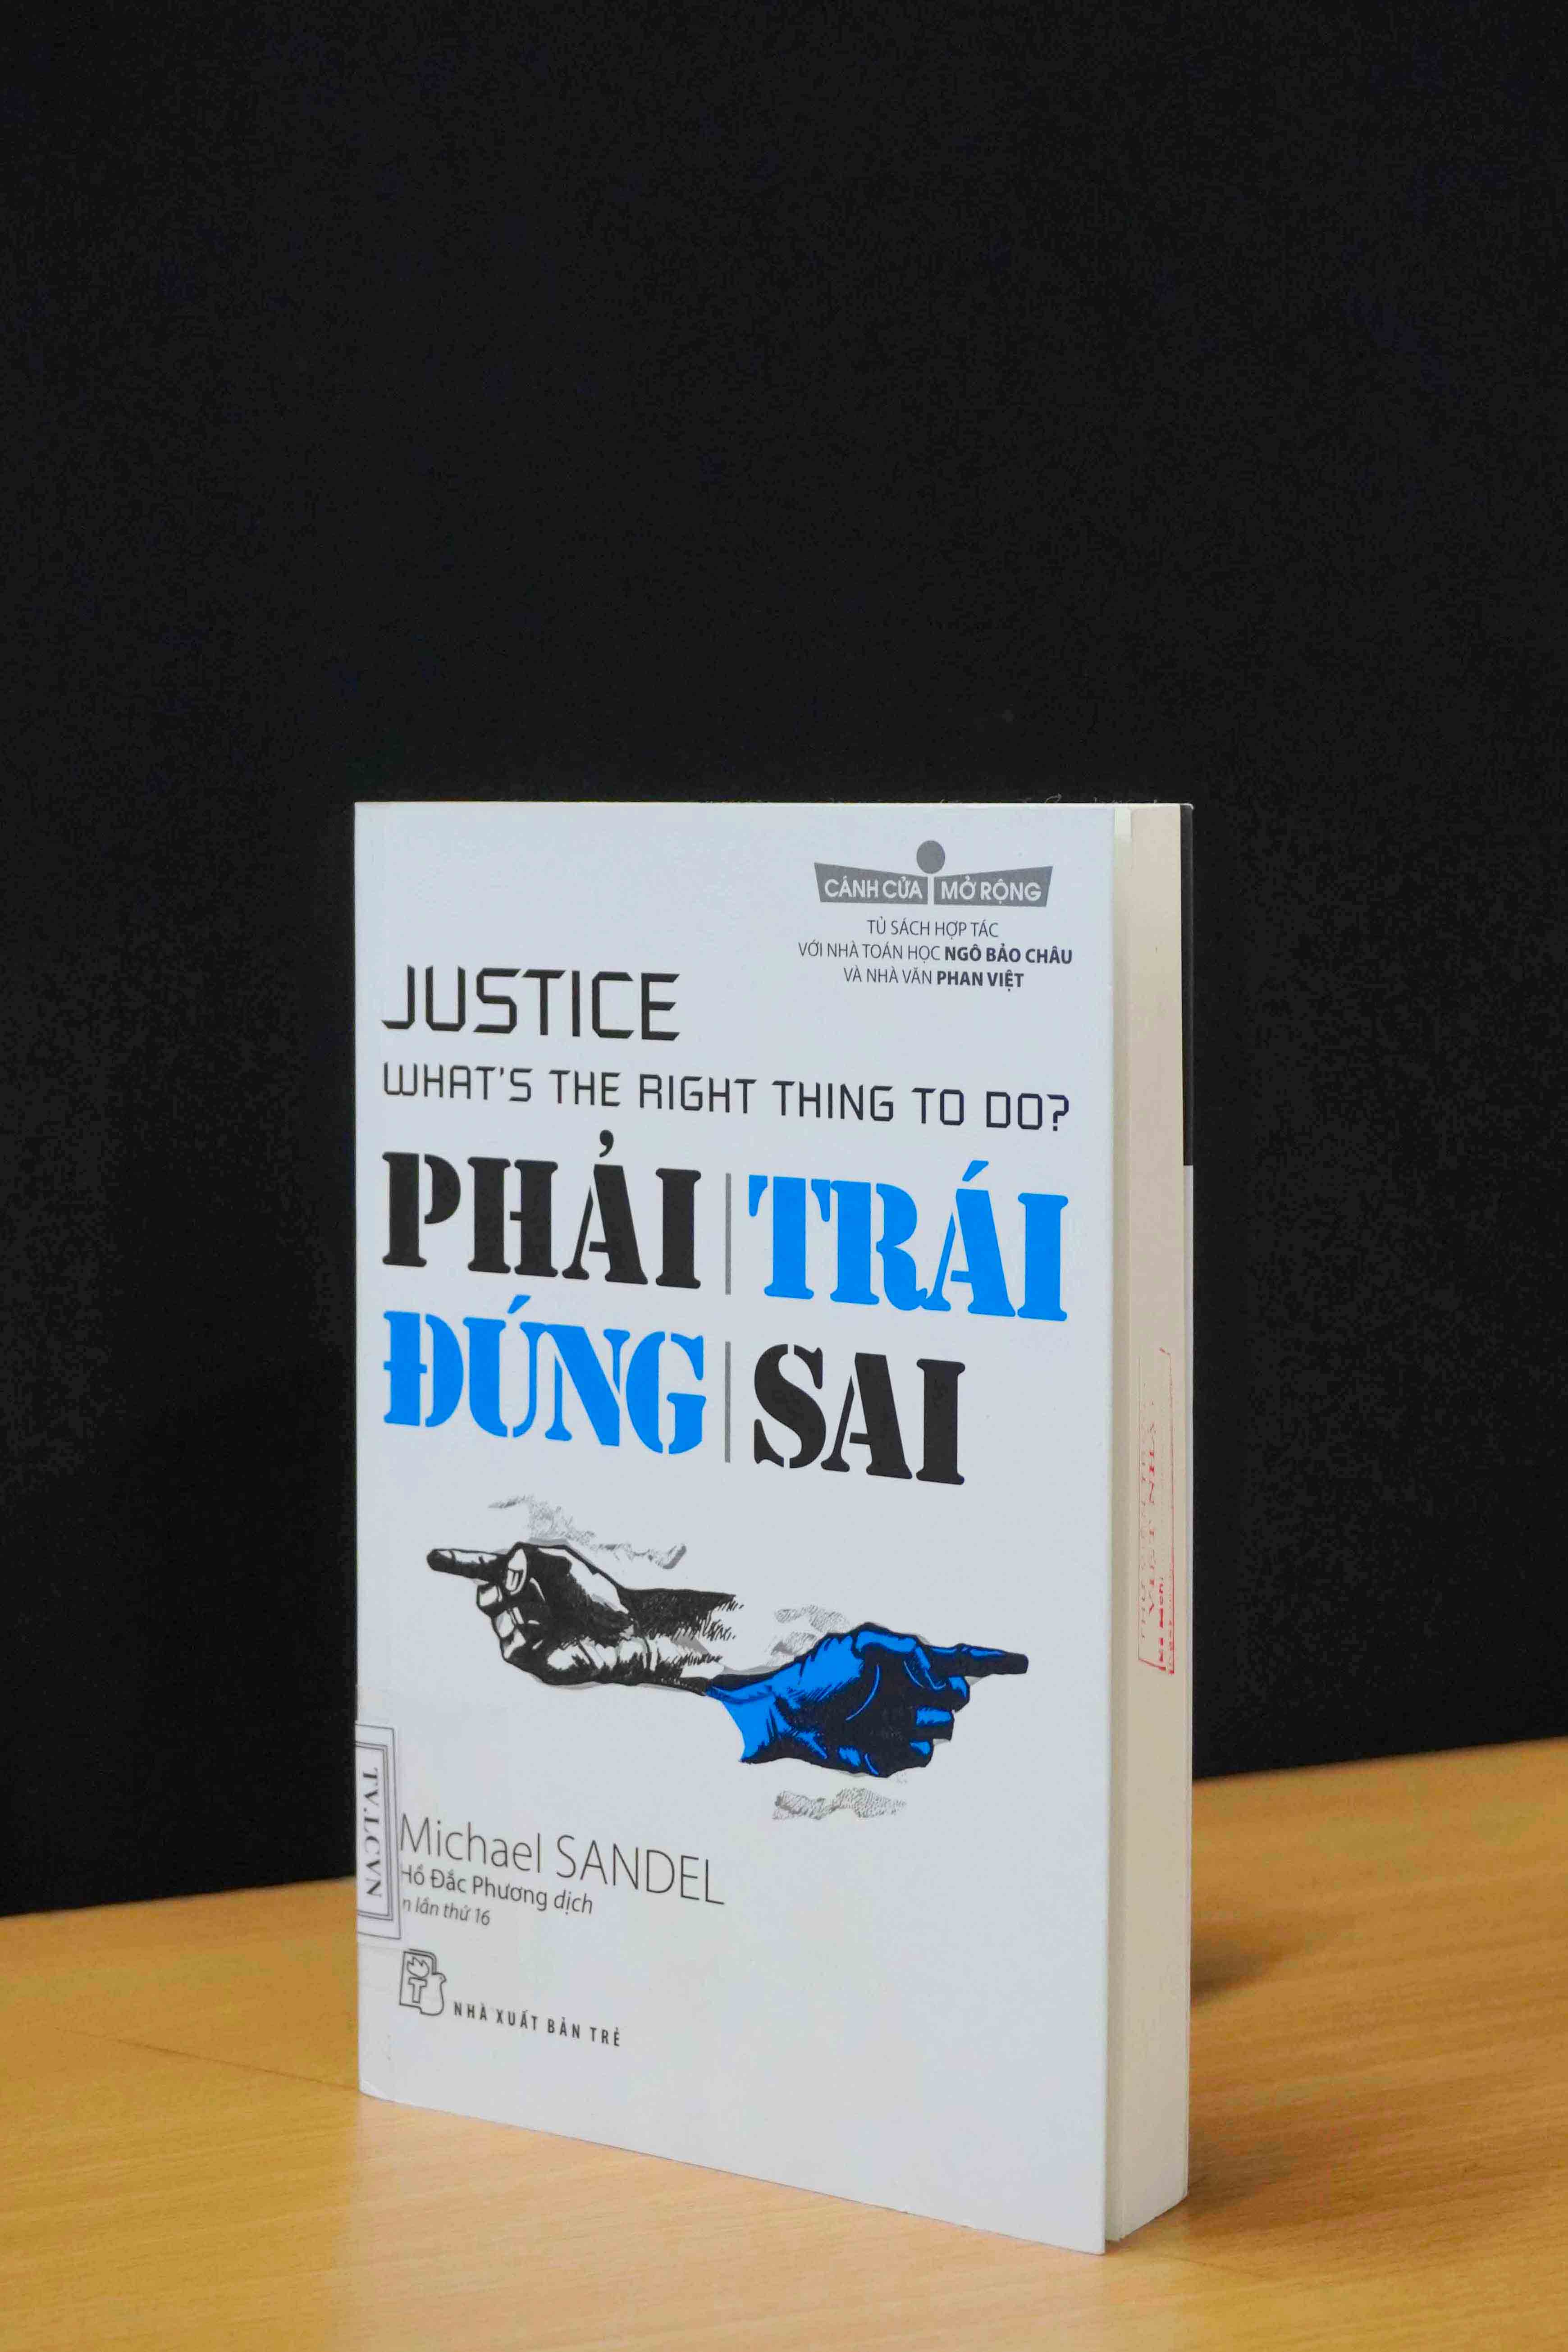 CÁNH CỬA MỞ RỘNG
TỦ SÁCH HỢP TÁC
VỚI NHÀ TOÁN HỌC NGÔ BẢO CHÂU
VÀ NHÀ VĂN PHAN VIỆT
JUSTICE
WHAT'S THE RIGHT THING TO DO?
PHẢI TRÁI
ĐÚNG SAI
TV.LCVN
Michael SANDEL
Hồ Đắc Phương dịch
n lần thứ 16
NHÀ XUẤT BẢN TRẺ